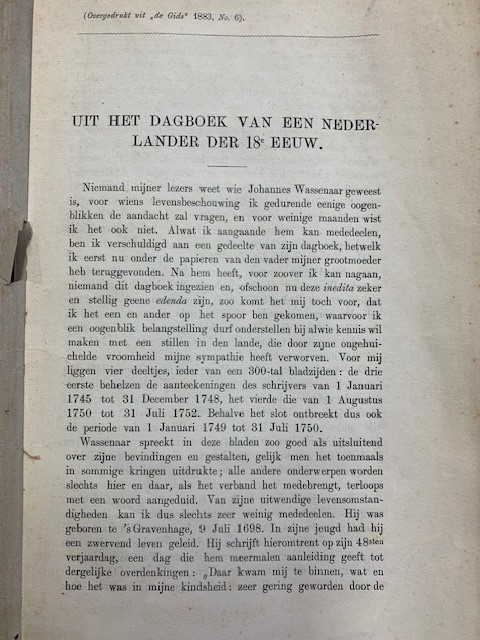 (Overgedrukt uit „de Gids" 1883, No. 6).
UIT HET DAGBOEK VAN EEN NEDER-
LANDER DER 18e EEUW.
Niemand mijner lezers weet wie Johannes Wassenaar geweest
is, voor wiens levensbeschouwing ik gedurende eenige oogen-
blikken de aandacht zal vragen, en voor weinige maanden wist
ik het ook niet. Alwat ik aangaande hem kan mededeelen,
ben ik verschuldigd aan een gedeelte van zijn dagboek, hetwelk
ik eerst nu onder de papieren van den vader mijner grootmoeder
heb teruggevonden. Na hem heeft, voor zoover ik kan nagaan,
niemand dit dagboek ingezien en, ofschoon nu deze inedita zeker
en stellig geene edenda zijn, zoo komt het mij toch voor, dat
ik het een en ander op het spoor ben gekomen, waarvoor ik
een oogenblik belangstelling durf onderstellen bij alwie kennis wil
maken met een stillen in den lande, die door zijne ongehui-
chelde vroomheid mijne sympathie heeft verworven. Voor mij
liggen vier deeltjes, ieder van een 300-tal bladzijden: de drie
eerste behelzen de aanteekeningen des schrijvers van 1 Januari
1745 tot 31 December 1748, het vierde die van 1 Augustus
1750 tot 31 Juli 1752. Behalve het slot ontbreekt dus ook
de periode van 1 Januari 1749 tot 31 Juli 1750.
Wassenaar spreekt in deze bladen zoo goed als uitsluitend
over zijne bevindingen en gestalten, gelijk men het toenmaals
in sommige kringen uitdrukte; alle andere onderwerpen worden
slechts hier en daar, als het verband het medebrengt, terloops
met een woord aangeduid. Van zijne uitwendige levensomstan-
digheden kan ik dus slechts zeer weinig mededeelen. Hij was
geboren te 's Gravenhage, 9 Juli 1698. In zijne jeugd had hij
een zwervend leven geleid. Hij schrijft hieromtrent op zijn 48sten
verjaardag, een dag die hem meermalen aanleiding geeft tot
dergelijke overdenkingen: „Daar kwam mij te binnen, wat en
hoe het was in mijne kindsheid: zeer gering geworden door de